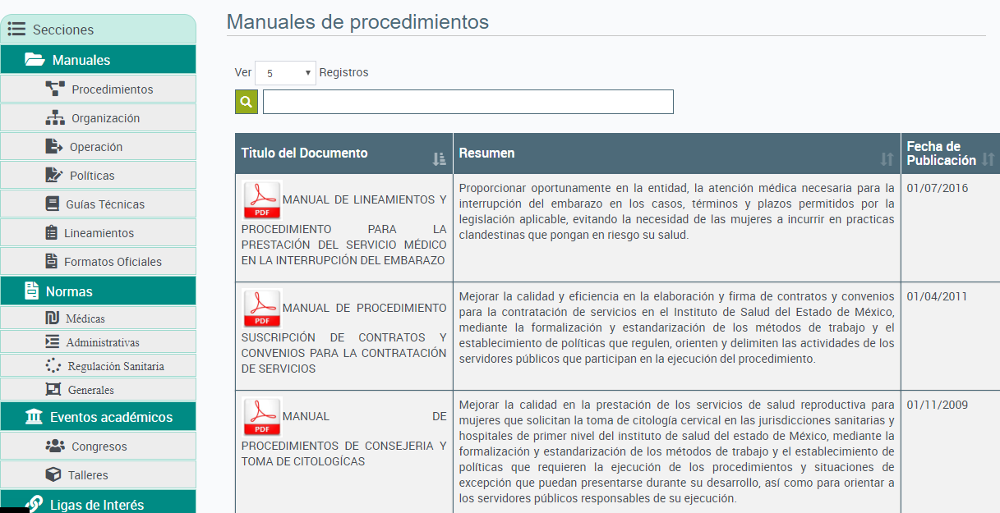 Secciones
Manuales
Procedimientos
Organización
Operación
Políticas
Guías Técnicas
Lineamientos
Formatos Oficiales
Normas
Médicas
Administrativas
Regulación Sanitaria
Generales
Eventos académicos
Congresos
Talleres
Ligas de Interés
Manuales de procedimientos
Ver 5 Registros
Titulo del Documento
Resumen
Fecha de
Publicación
PDF
MANUAL DE LINEAMIENTOS Y
PROCEDIMIENTO PARA LA
PRESTACIÓN DEL SERVICIO MÉDICO
EN LA INTERRUPCIÓN DEL EMBARAZO
Proporcionar oportunamente en la entidad, la atención médica necesaria para la
interrupción del embarazo en los casos, términos y plazos permitidos por la
legislación aplicable, evitando la necesidad de las mujeres a incurrir en practicas
clandestinas que pongan en riesgo su salud.
01/07/2016
PDF
MANUAL DE PROCEDIMIENTO
SUSCRIPCIÓN DE CONTRATOS Y
CONVENIOS PARA LA CONTRATACIÓN
DE SERVICIOS
Mejorar la calidad y eficiencia en la elaboración y firma de contratos y convenios
para la contratación de servicios en el Instituto de Salud del Estado de México,
mediante la formalización y estandarización de los métodos de trabajo y el
establecimiento de políticas que regulen, orienten y delimiten las actividades de los
servidores públicos que participan en la ejecución del procedimiento.
01/04/2011
PDF
MANUAL DE
PROCEDIMIENTOS DE CONSEJERIA Y
TOMA DE CITOLOGÍCAS
Mejorar la calidad en la prestación de los servicios de salud reproductiva para
mujeres que solicitan la toma de citología cervical en las jurisdicciones sanitarias y
hospitales de primer nivel del instituto de salud del estado de México, mediante la
formalización y estandarización de los métodos de trabajo y el establecimiento de
políticas que requieren la ejecución de los procedimientos y situaciones de
excepción que puedan presentarse durante su desarrollo, así como para orientar a
los servidores públicos responsables de su ejecución.
01/11/2009